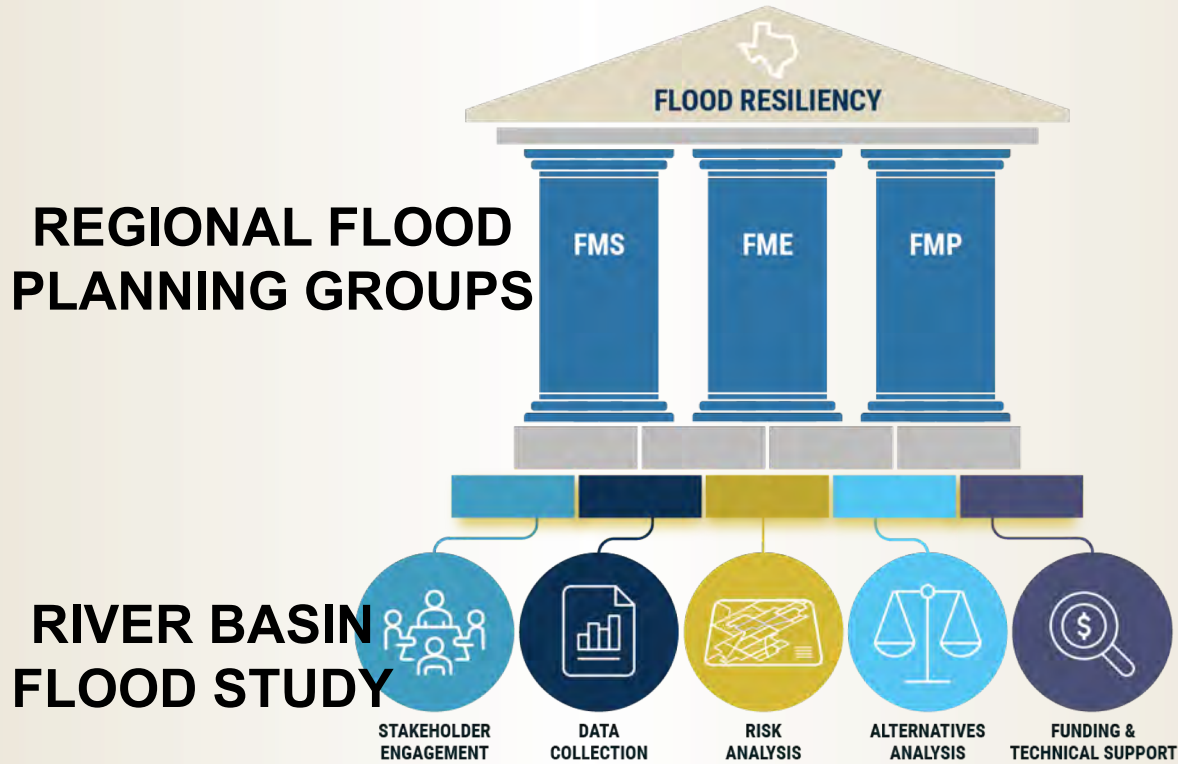 FLOOD RESILIENCY
REGIONAL FLOOD
PLANNING GROUPS
FMS
FME
FMP
RIVER BASIN
FLOOD STUDY
$
STAKEHOLDER
ENGAGEMENT
DATA
COLLECTION
RISK
ANALYSIS
ALTERNATIVES
ANALYSIS
FUNDING &
TECHNICAL SUPPORT